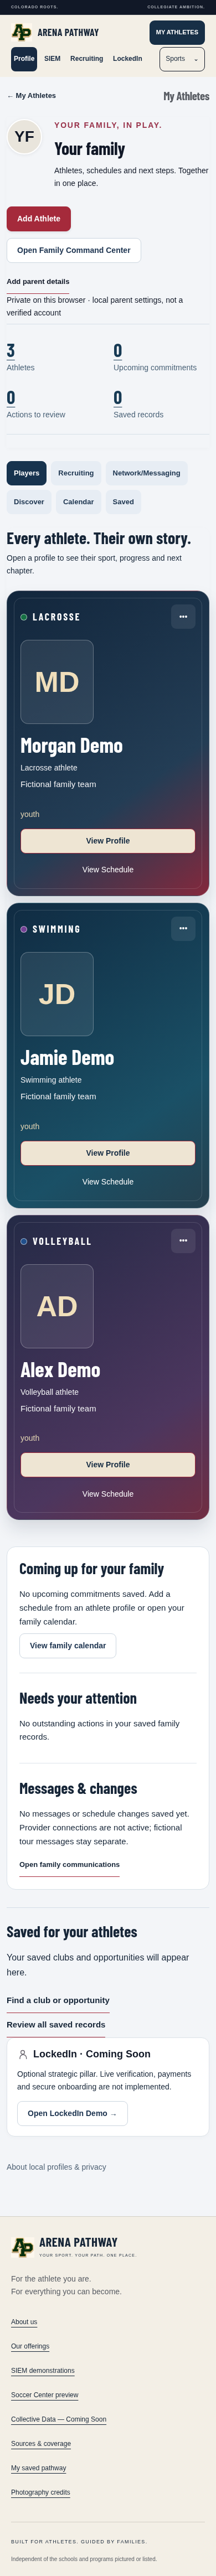 COLORADO ROOTS.
COLLEGIATE AMBITION.
AP
ARENA PATHWAY
MY ATHLETES
Profile
SIEM
Recruiting
LockedIn
Sports
← My Athletes
My Athletes
YF
YOUR FAMILY, IN PLAY.
Your family
Athletes, schedules and next steps. Together
in one place.
Add Athlete
Open Family Command Center
Add parent details
Private on this browser · local parent settings, not a
verified account
3
Athletes
0
Upcoming commitments
0
Actions to review
0
Saved records
Players
Recruiting
Network/Messaging
Discover
Calendar
Saved
Every athlete. Their own story.
Open a profile to see their sport, progress and next
chapter.
LACROSSE
•••
MD
Morgan Demo
Lacrosse athlete
Fictional family team
youth
View Profile
View Schedule
SWIMMING
•••
JD
Jamie Demo
Swimming athlete
Fictional family team
youth
View Profile
View Schedule
VOLLEYBALL
•••
AD
Alex Demo
Volleyball athlete
Fictional family team
youth
View Profile
View Schedule
Coming up for your family
No upcoming commitments saved. Add a
schedule from an athlete profile or open your
family calendar.
View family calendar
Needs your attention
No outstanding actions in your saved family
records.
Messages & changes
No messages or schedule changes saved yet.
Provider connections are not active; fictional
tour messages stay separate.
Open family communications
Saved for your athletes
Your saved clubs and opportunities will appear
here.
Find a club or opportunity
Review all saved records
LockedIn · Coming Soon
Optional strategic pillar. Live verification, payments
and secure onboarding are not implemented.
Open LockedIn Demo →
About local profiles & privacy
AP
ARENA PATHWAY
YOUR SPORT. YOUR PATH. ONE PLACE.
For the athlete you are.
For everything you can become.
About us
Our offerings
SIEM demonstrations
Soccer Center preview
Collective Data — Coming Soon
Sources & coverage
My saved pathway
Photography credits
BUILT FOR ATHLETES. GUIDED BY FAMILIES.
Independent of the schools and programs pictured or listed.